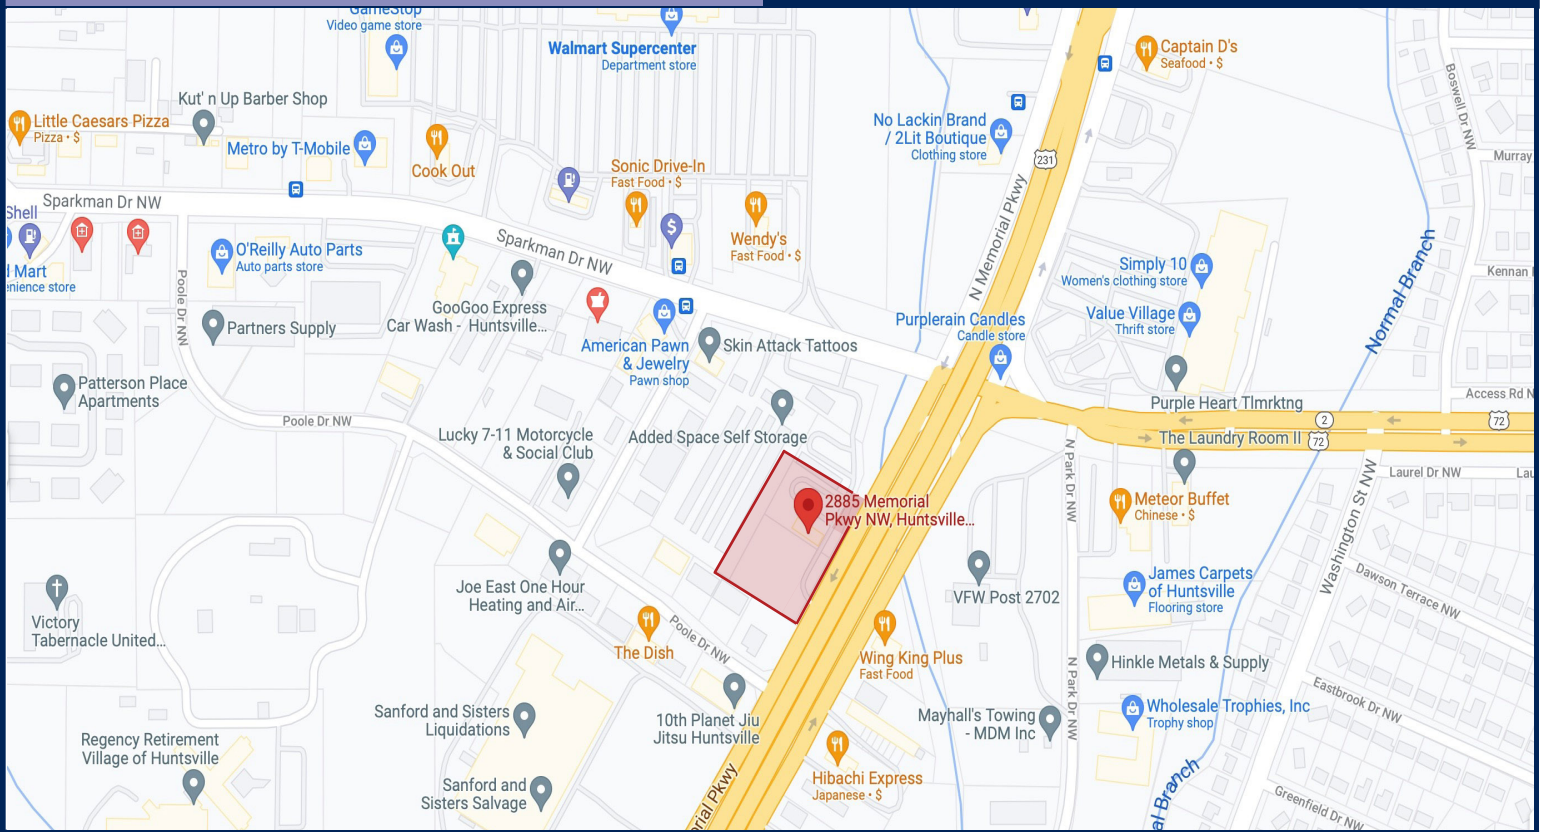 GameStop
Video game store
Walmart Supercenter
Department store
Captain D's
Seafood • $
Boswell Dr NW
Kut' n Up Barber Shop
Little Caesars Pizza
Pizza • $
Metro by T-Mobile
Cook Out
No Lackin Brand
/ 2Lit Boutique
Clothing store
231
Murray
Sonic Drive-In
Fast Food • $
Sparkman Dr NW
Shell
Wendy's
Fast Food • $
N Memorial Pkwy
O'Reilly Auto Parts
Auto parts store
Sparkman Dr NW
Simply 10
Women's clothing store
Normal Branch
Kennan
d Mart
enience store
Poole Dr NW
GooGoo Express
Car Wash - Huntsville...
Partners Supply
Purplerain Candles
Candle store
Value Village
Thrift store
American Pawn
& Jewelry
Pawn shop
Skin Attack Tattoos
Patterson Place
Apartments
Purple Heart Tlmrktng
Access Rd N
Poole Dr NW
2
72
72
Lucky 7-11 Motorcycle
& Social Club
Added Space Self Storage
The Laundry Room II
N Park Dr NW
Laurel Dr NW
Lau
2885 Memorial
Pkwy NW, Huntsville...
Meteor Buffet
Chinese • $
Washington St NW
Joe East One Hour
Heating and Air...
VFW Post 2702
James Carpets
of Huntsville
Flooring store
Dawson Terrace NW
Victory
Tabernacle United...
The Dish
Poole Dr NW
Wing King Plus
Fast Food
Hinkle Metals & Supply
N Park Dr NW
Eastbrook Dr NW
Sanford and Sisters
Liquidations
10th Planet Jiu
Jitsu Huntsville
Mayhall's Towing
- MDM Inc
Wholesale Trophies, Inc
Trophy shop
Regency Retirement
Village of Huntsville
Sanford and
Sisters Salvage
orial Pkwy
Hibachi Express
Japanese • $
al Branch
Greenfield Dr NW